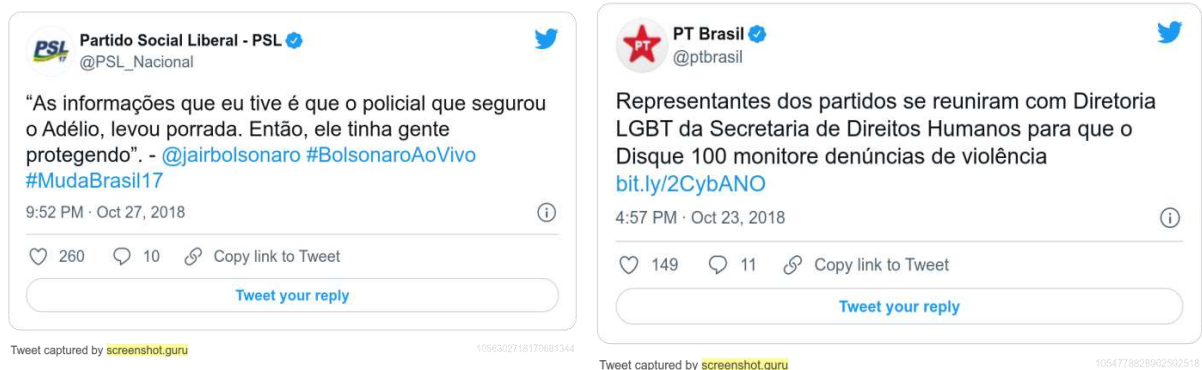 PSL
17
Partido Social Liberal - PSL
@PSL_Nacional
“As informações que eu tive é que o policial que segurou
o Adélio, levou porrada. Então, ele tinha gente
protegendo”. - @jairbolsonaro #BolsonaroAoVivo
#MudaBrasil17
9:52 PM · Oct 27, 2018
260 10 Copy link to Tweet
Tweet your reply
Tweet captured by screenshot.guru
1056302718170681344
PT
PT Brasil
@ptbrasil
Representantes dos partidos se reuniram com Diretoria
LGBT da Secretaria de Direitos Humanos para que o
Disque 100 monitore denúncias de violência
bit.ly/2CybANO
4:57 PM · Oct 23, 2018
149 11 Copy link to Tweet
Tweet your reply
Tweet captured by screenshot.guru
1054778828902502518